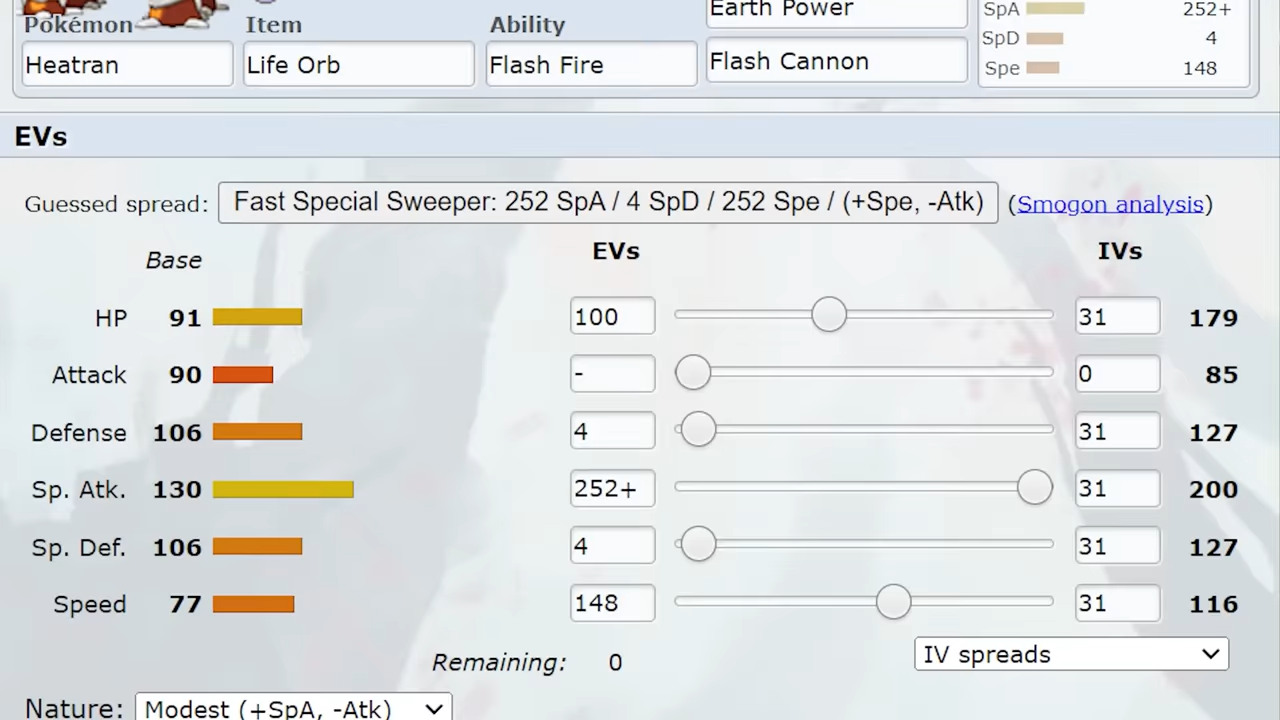 Pokémon Item Ability Earth Power SpA 252+
SpD 4
Heatran Life Orb Flash Fire Flash Cannon Spe 148
EVs
Guessed spread: Fast Special Sweeper: 252 SpA / 4 SpD / 252 Spe / (+Spe, -Atk) (Smogon analysis)
Base EVs IVs
HP 91 100 31 179
Attack 90 - 0 85
Defense 106 4 31 127
Sp. Atk. 130 252+ 31 200
Sp. Def. 106 4 31 127
Speed 77 148 31 116
Remaining: 0 IV spreads
Nature: Modest (+SpA, -Atk)